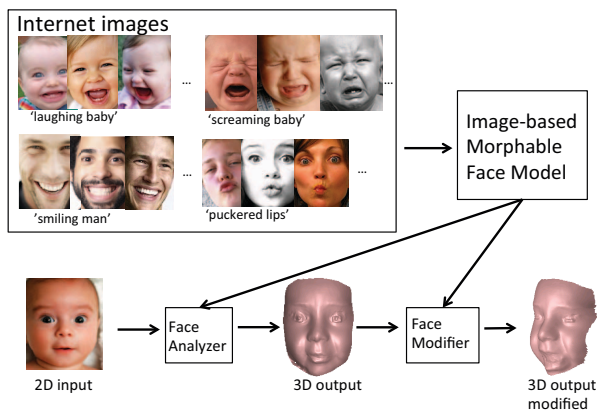 Internet images
...
...
'laughing baby'
'screaming baby'
...
...
'smiling man'
'puckered lips'
Image-based
Morphable
Face Model
Face
Analyzer
Face
Modifier
2D input
3D output
3D output
modified